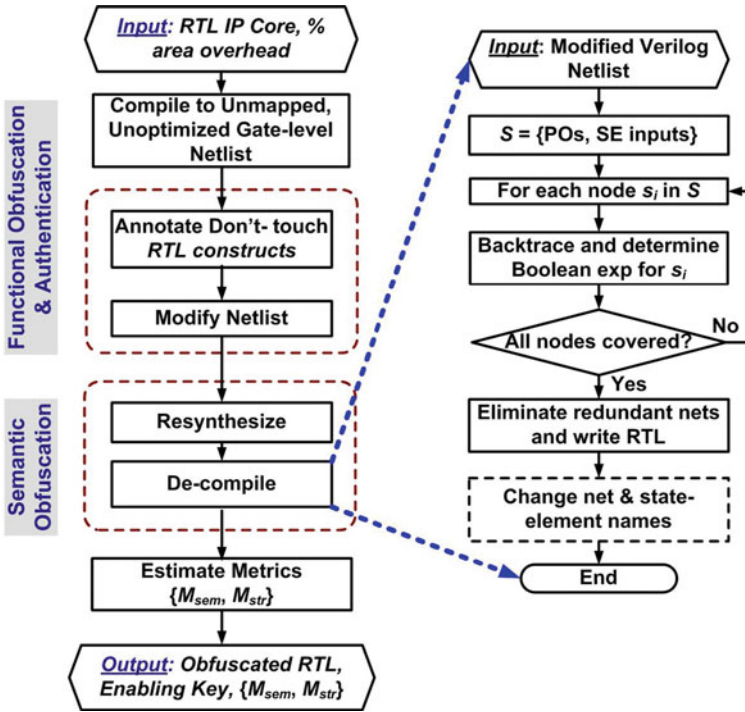 Input: RTL IP Core, %
area overhead
Compile to Unmapped,
Unoptimized Gate-level
Netlist
Functional Obfuscation
& Authentication
Annotate Don't- touch
RTL constructs
Modify Netlist
Semantic
Obfuscation
Resynthesize
De-compile
Estimate Metrics
{Msem, Mstr}
Output: Obfuscated RTL,
Enabling Key, {Msem, Mstr}
Input: Modified Verilog
Netlist
S = {POs, SE inputs}
For each node si in S
Backtrace and determine
Boolean exp for si
All nodes covered?
No
Yes
Eliminate redundant nets
and write RTL
Change net & state-
element names
End